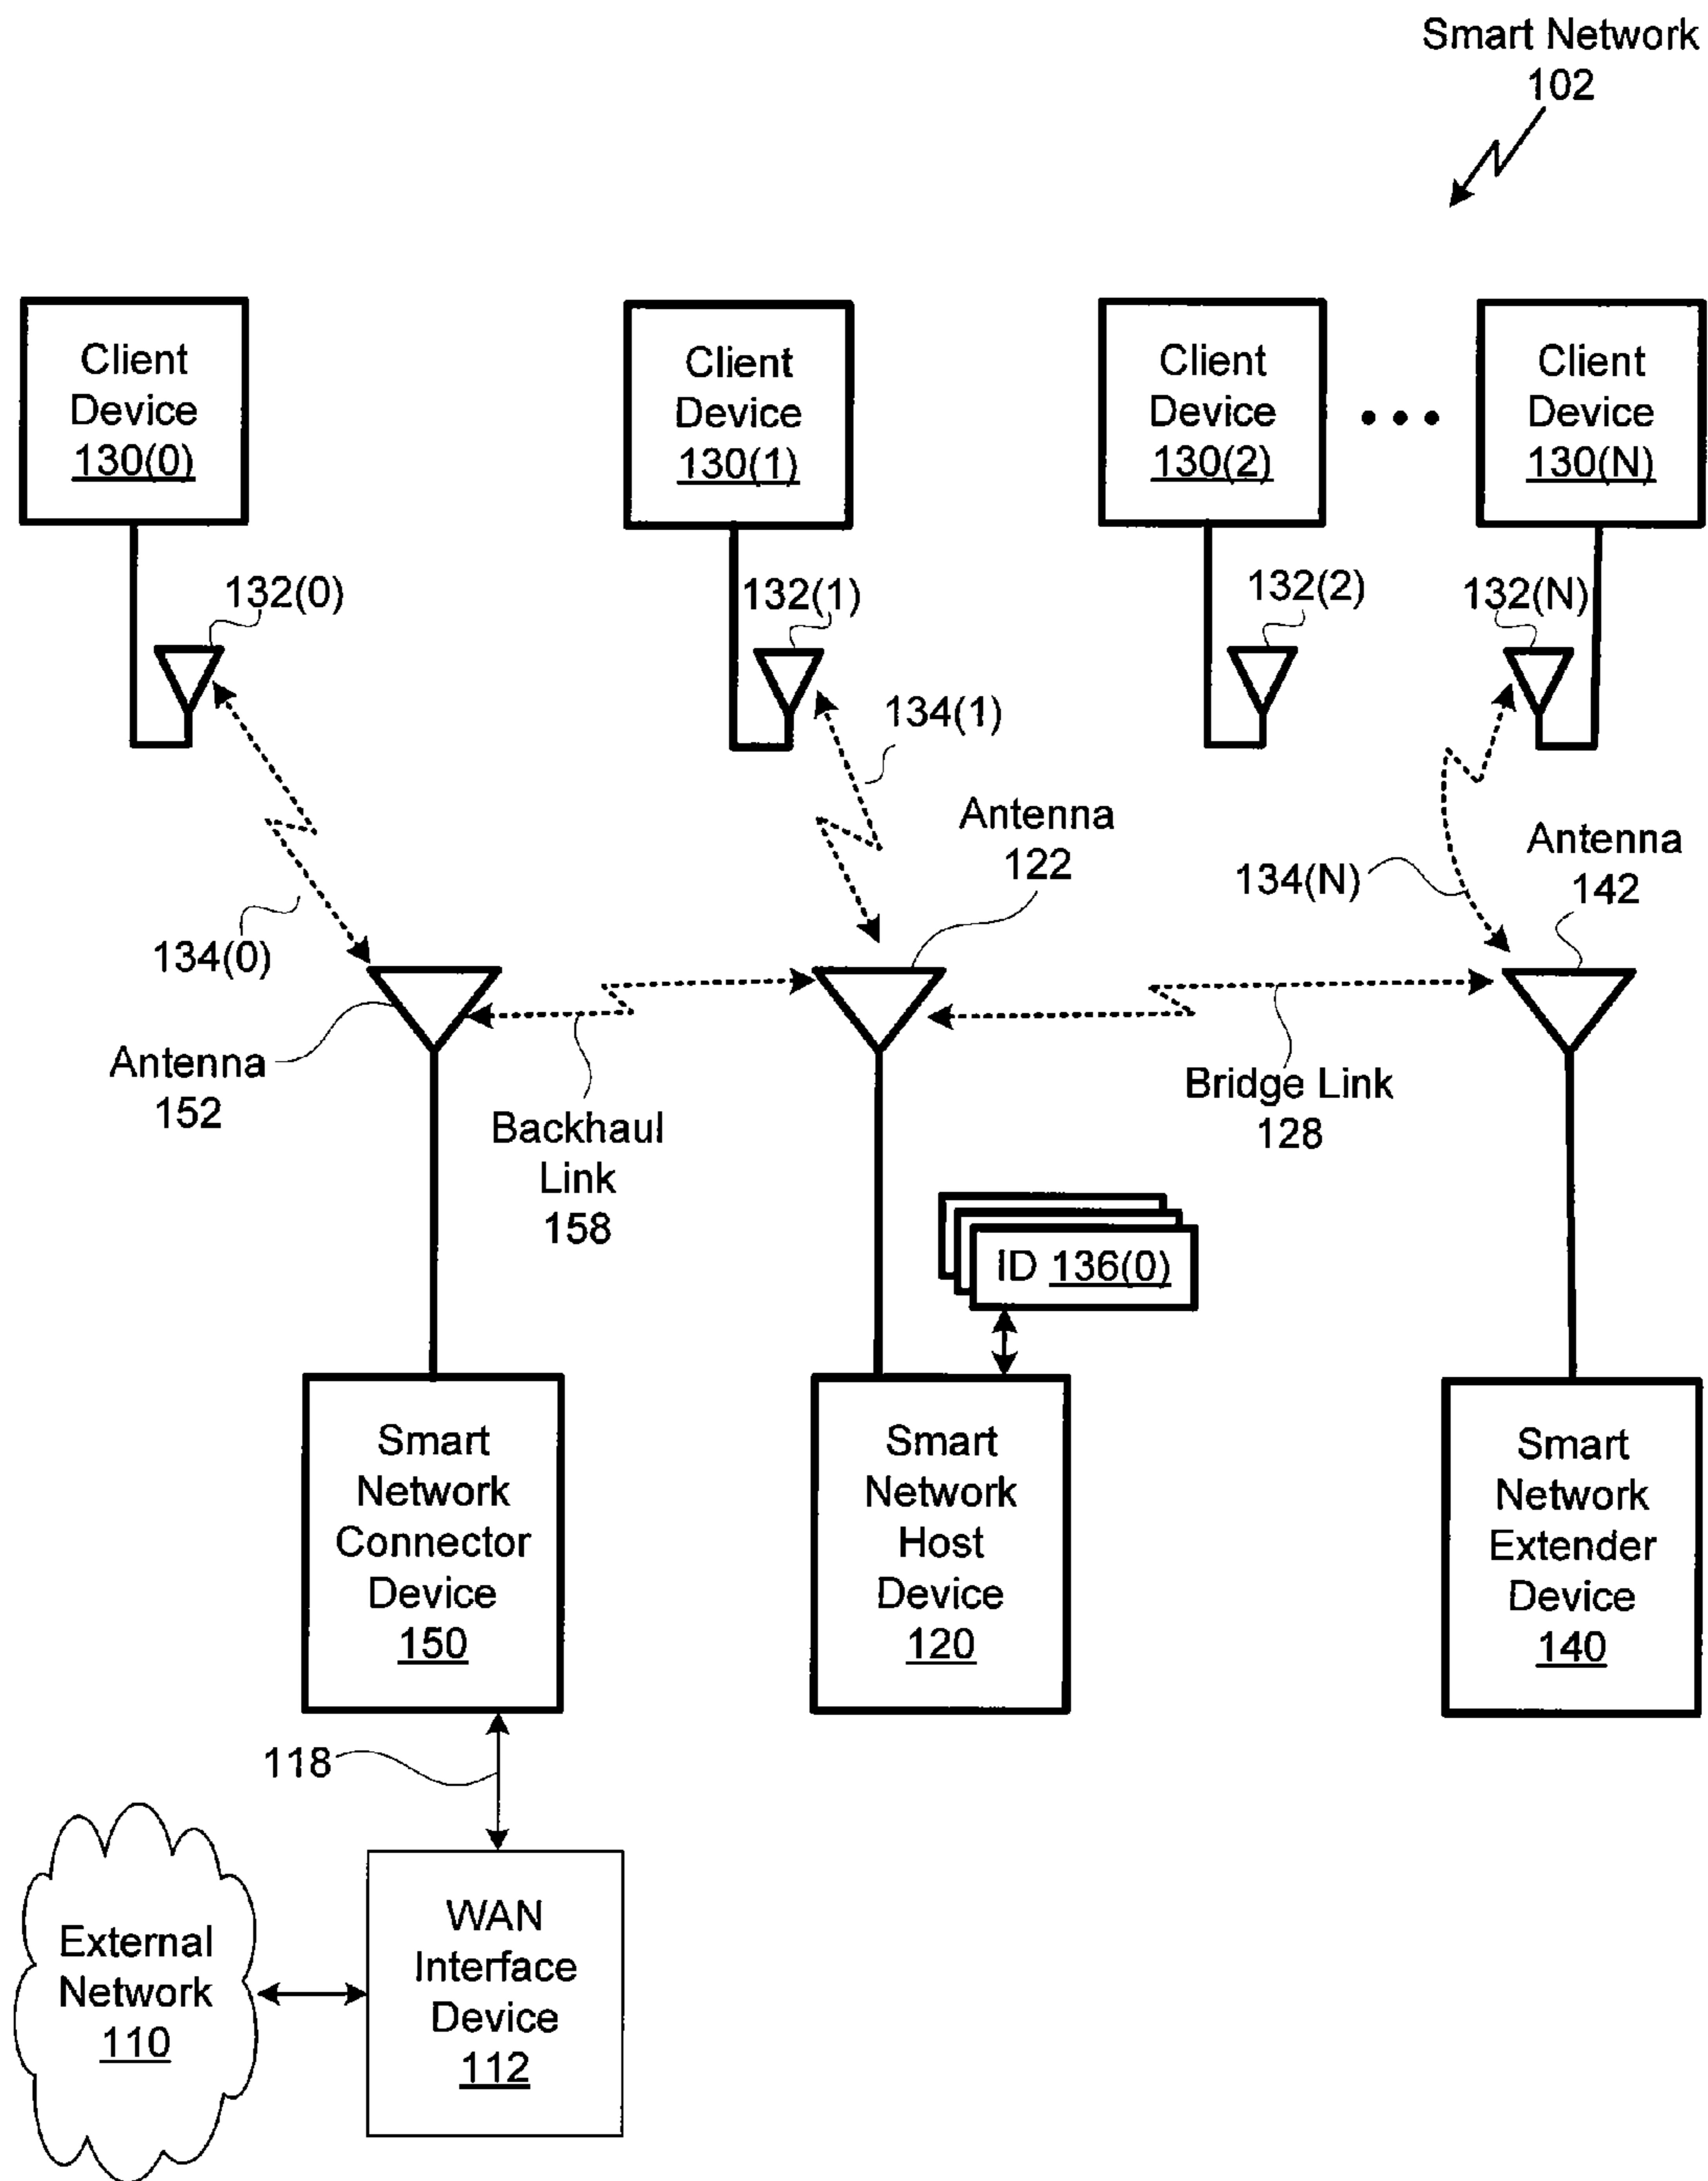 Smart Network
102
Client
Device
130(0)
Client
Device
130(1)
Client
Device
130(2)
Client
Device
130(N)
132(0)
132(1)
132(2)
132(N)
134(1)
Antenna
122
134(N)
Antenna
142
134(0)
Antenna
152
Backhaul
Link
158
Bridge Link
128
ID 136(0)
Smart
Network
Connector
Device
150
Smart
Network
Host
Device
120
Smart
Network
Extender
Device
140
118
External
Network
110
WAN
Interface
Device
112